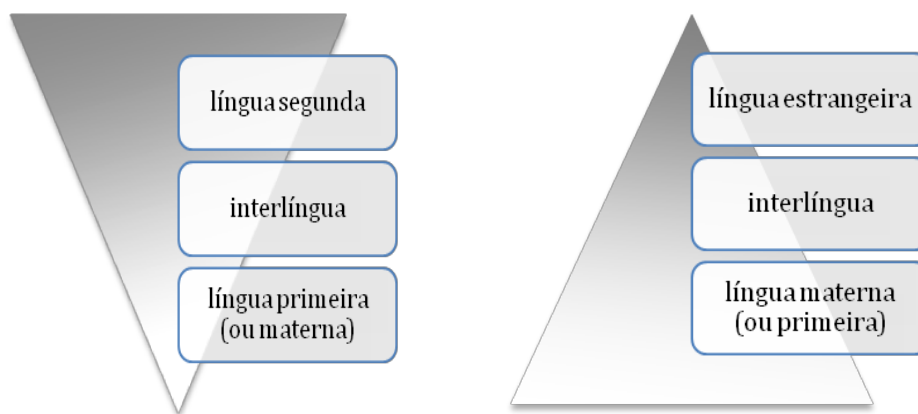 língua segunda
interlíngua
língua primeira
(ou materna)
língua estrangeira
interlíngua
língua materna
(ou primeira)